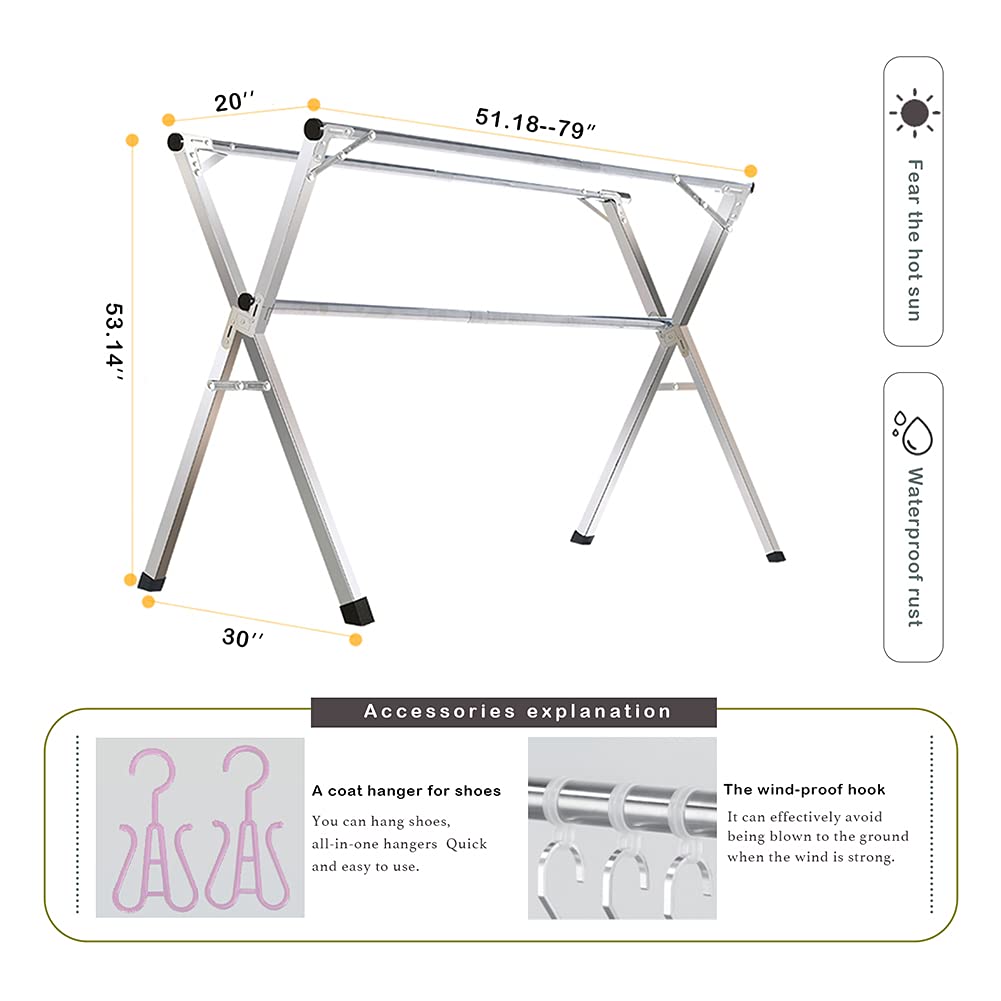 20′′
51.18--79″
53.14′′
30′′
Fear the hot sun
Waterproof rust
Accessories explanation
A coat hanger for shoes
You can hang shoes,
all-in-one hangers Quick
and easy to use.
The wind-proof hook
It can effectively avoid
being blown to the ground
when the wind is strong.